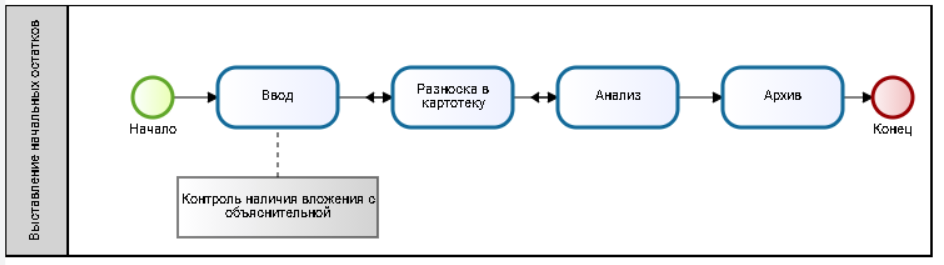 Выставление начальных остатков
Начало
Ввод
Разноска в
картотеку
Анализ
Архив
Конец
Контроль наличия вложения с
объяснительной